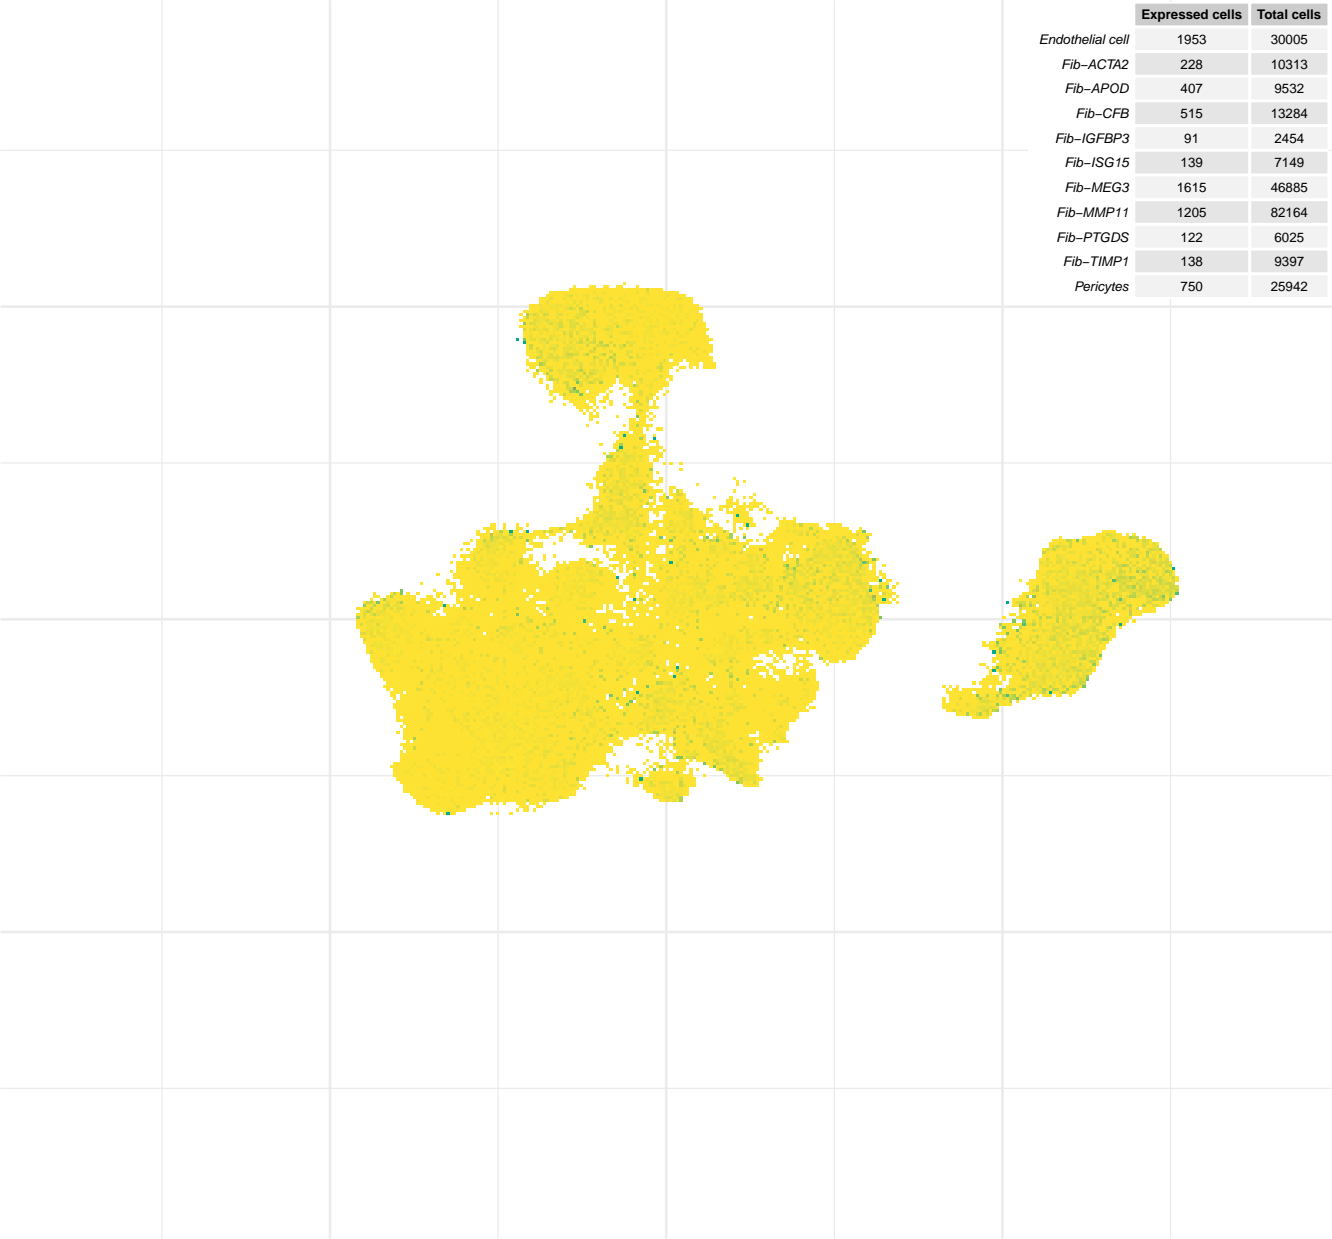 Expressed cells Total cells
Endothelial cell 1953 30005
Fib−ACTA2 228 10313
Fib−APOD 407 9532
Fib−CFB 515 13284
Fib−IGFBP3 91 2454
Fib−ISG15 139 7149
Fib−MEG3 1615 46885
Fib−MMP11 1205 82164
Fib−PTGDS 122 6025
Fib−TIMP1 138 9397
Pericytes 750 25942